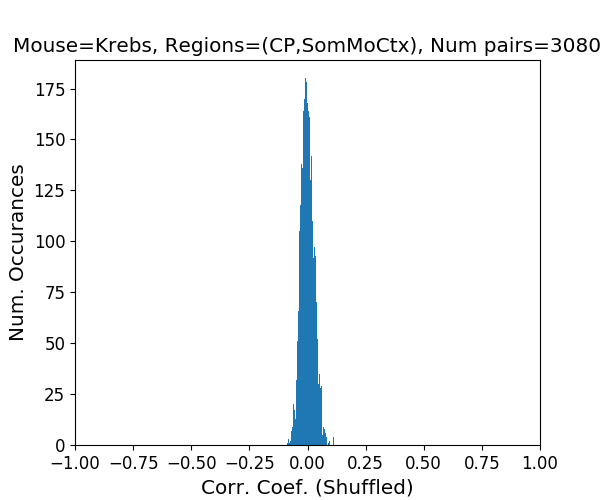 Mouse=Krebs, Regions=(CP,SomMoCtx), Num pairs=3080
175
150
125
100
75
50
25
0
Num. Occurances
−1.00 −0.75 −0.50 −0.25 0.00 0.25 0.50 0.75 1.00
Corr. Coef. (Shuffled)